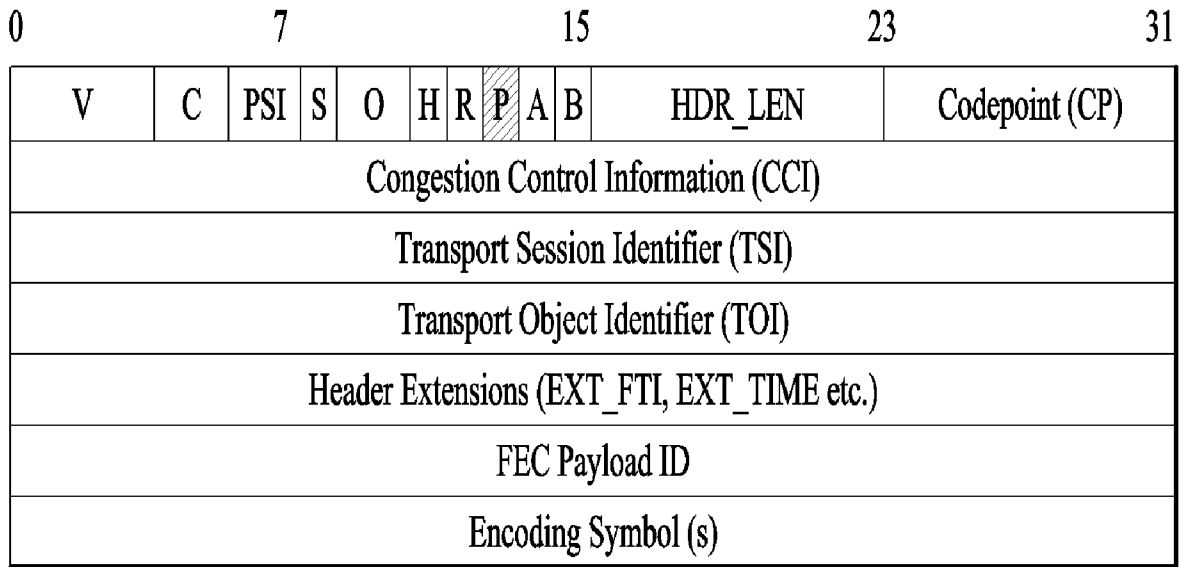 0 7 15 23 31
V C PSI S O H R P A B HDR_LEN Codepoint (CP)
Congestion Control Information (CCI)
Transport Session Identifier (TSI)
Transport Object Identifier (TOI)
Header Extensions (EXT_FTI, EXT_TIME etc.)
FEC Payload ID
Encoding Symbol (s)